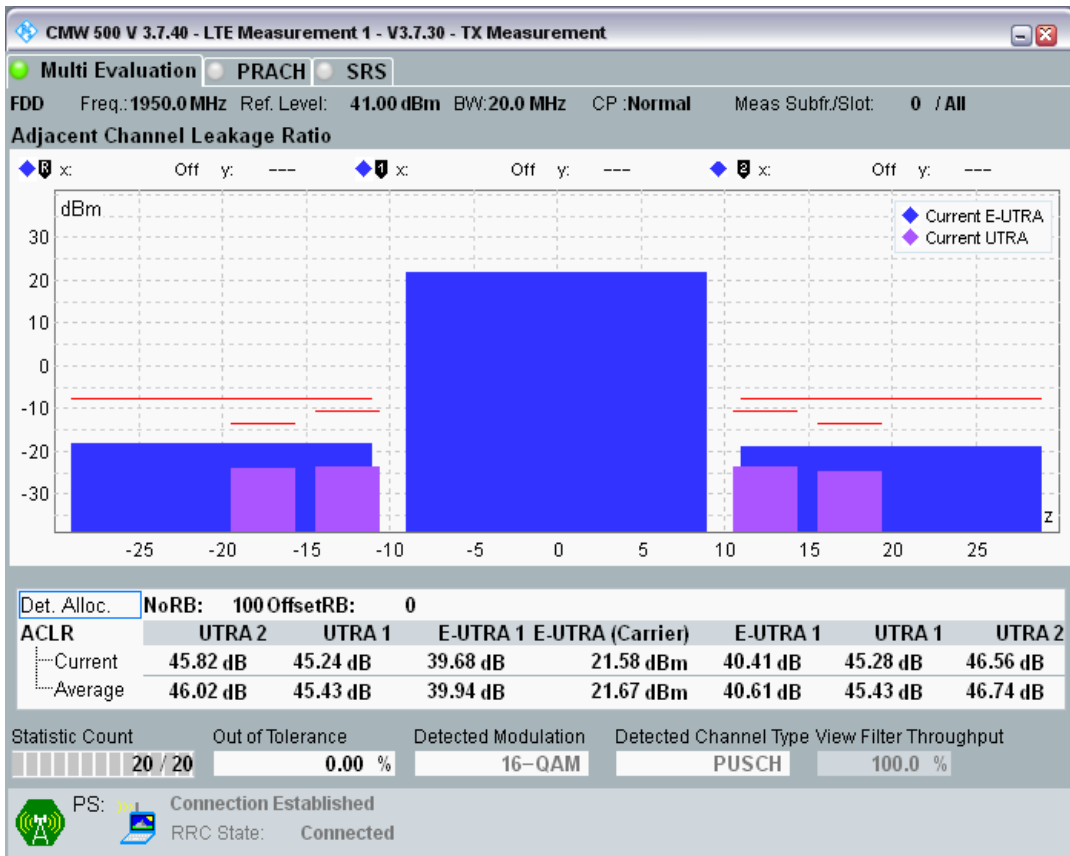 CMW 500 V 3.7.40 - LTE Measurement 1 - V3.7.30 - TX Measurement
Multi Evaluation PRACH SRS
FDD Freq.:1950.0 MHz Ref. Level: 41.00 dBm BW:20.0 MHz CP :Normal Meas Subfr./Slot: 0 / All
Adjacent Channel Leakage Ratio
R x: Off y: --- 1 x: Off y: --- 2 x: Off y: ---
dBm
Current E-UTRA
Current UTRA
30
20
10
0
-10
-20
-30
z
-25 -20 -15 -10 -5 0 5 10 15 20 25
Det. Alloc. NoRB: 100 OffsetRB: 0
ACLR UTRA 2 UTRA 1 E-UTRA 1 E-UTRA (Carrier) E-UTRA 1 UTRA 1 UTRA 2
Current 45.82 dB 45.24 dB 39.68 dB 21.58 dBm 40.41 dB 45.28 dB 46.56 dB
Average 46.02 dB 45.43 dB 39.94 dB 21.67 dBm 40.61 dB 45.43 dB 46.74 dB
Statistic Count Out of Tolerance Detected Modulation Detected Channel Type View Filter Throughput
20 / 20 0.00 % 16-QAM PUSCH 100.0 %
PS: Connection Established
RRC State: Connected